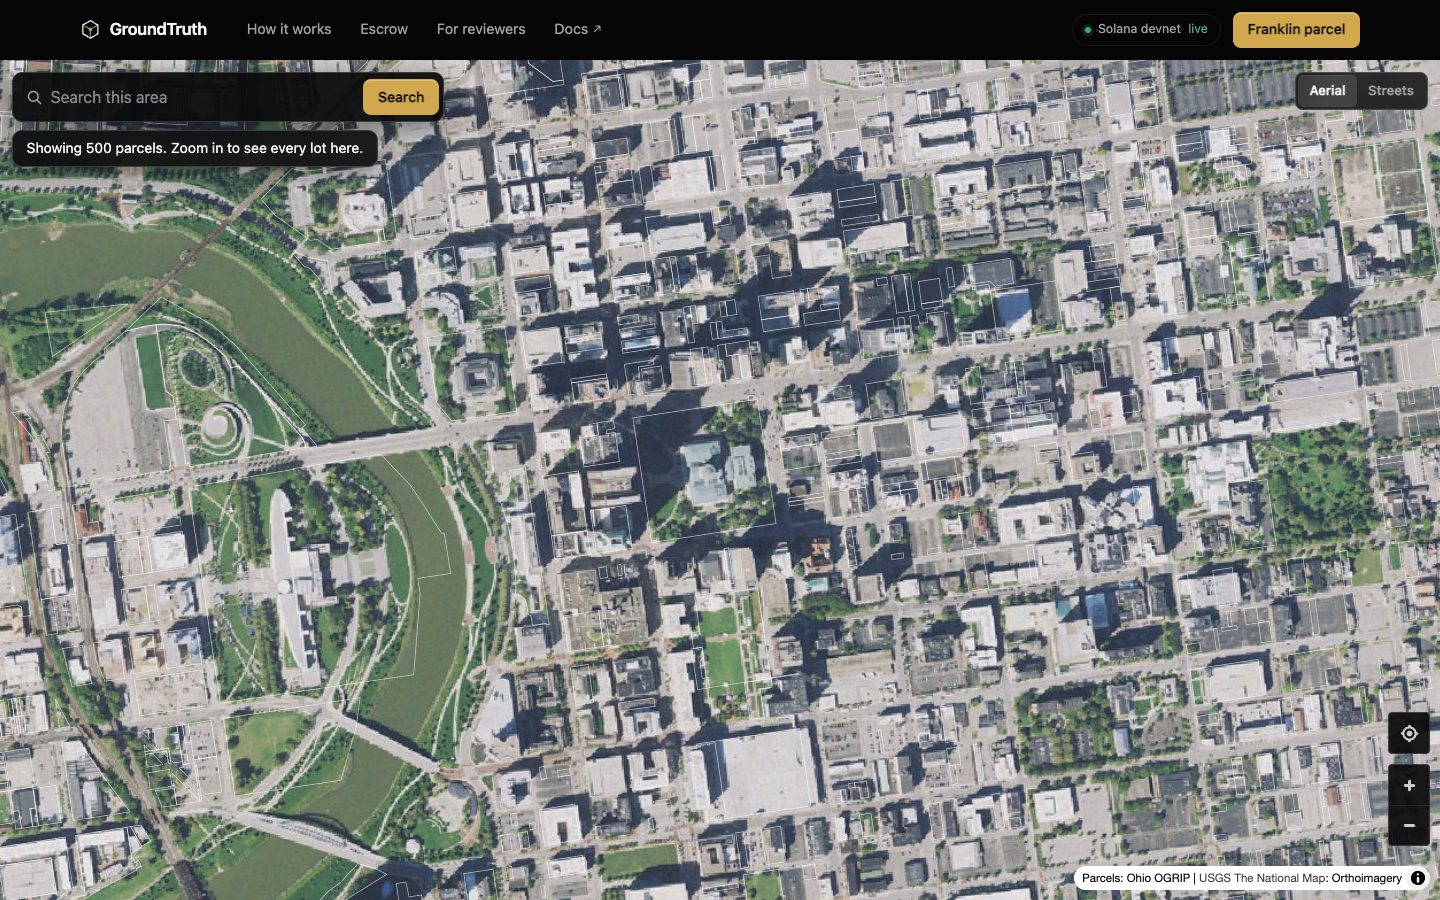 GroundTruth
How it works
Escrow
For reviewers
Docs ↗
Solana devnet live
Franklin parcel
Search this area
Search
Aerial
Streets
Showing 500 parcels. Zoom in to see every lot here.
Parcels: Ohio OGRIP | USGS The National Map: Orthoimagery